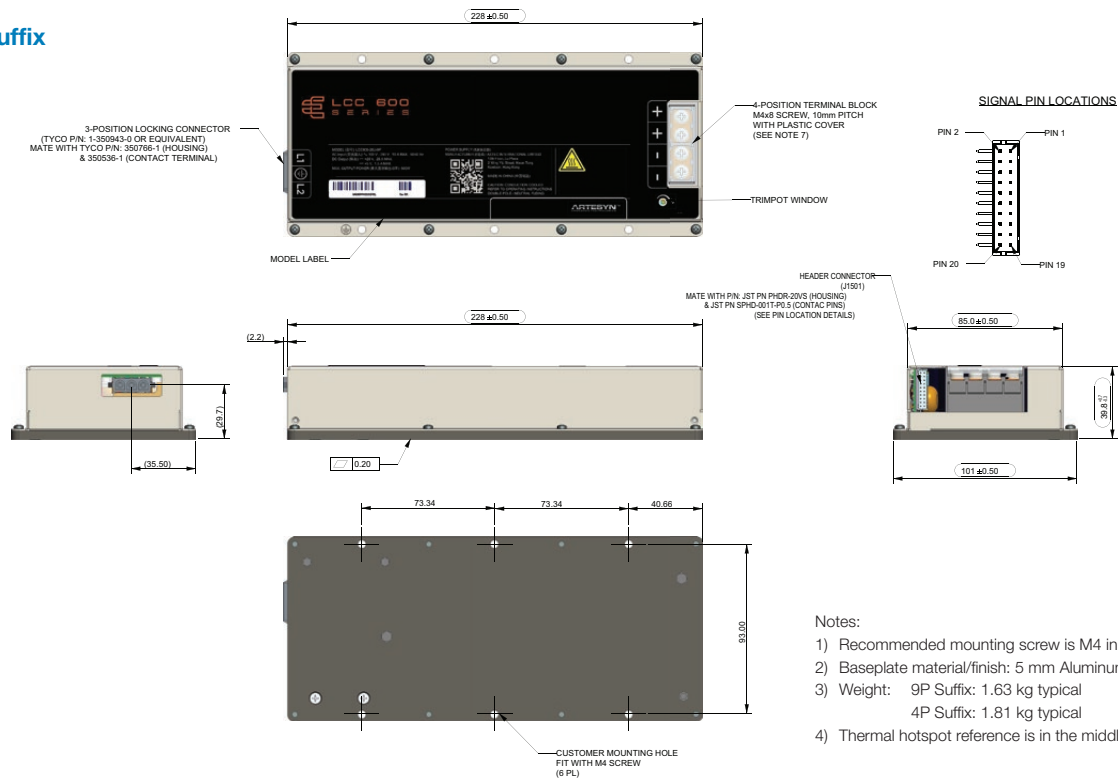 uffix
228 ±0.50
LCC 600
SERIES
3-POSITION LOCKING CONNECTOR
(TYCO P/N: 1-350943-0 OR EQUIVALENT)
MATE WITH TYCO P/N: 350766-1 (HOUSING)
& 350536-1 (CONTACT TERMINAL)
L1
L2
+
+
-
-
4-POSITION TERMINAL BLOCK
M4x8 SCREW, 10mm PITCH
WITH PLASTIC COVER
(SEE NOTE 7)
TRIMPOT WINDOW
ARTESYN
MODEL LABEL
SIGNAL PIN LOCATIONS
PIN 2
PIN 1
PIN 20
PIN 19
HEADER CONNECTOR
(J1501)
MATE WITH P/N: JST PN PHDR-20VS (HOUSING)
& JST PN SPHD-001T-P0.5 (CONTAC PINS)
(SEE PIN LOCATION DETAILS)
228 ±0.50
(2.2)
85.0±0.50
(29.7)
(35.50)
0.20
39.8
101 ±0.50
73.34
73.34
40.66
93.00
CUSTOMER MOUNTING HOLE
FIT WITH M4 SCREW
(6 PL)
Notes:
1) Recommended mounting screw is M4 in
2) Baseplate material/finish: 5 mm Aluminu
3) Weight: 9P Suffix: 1.63 kg typical
4P Suffix: 1.81 kg typical
4) Thermal hotspot reference is in the middl